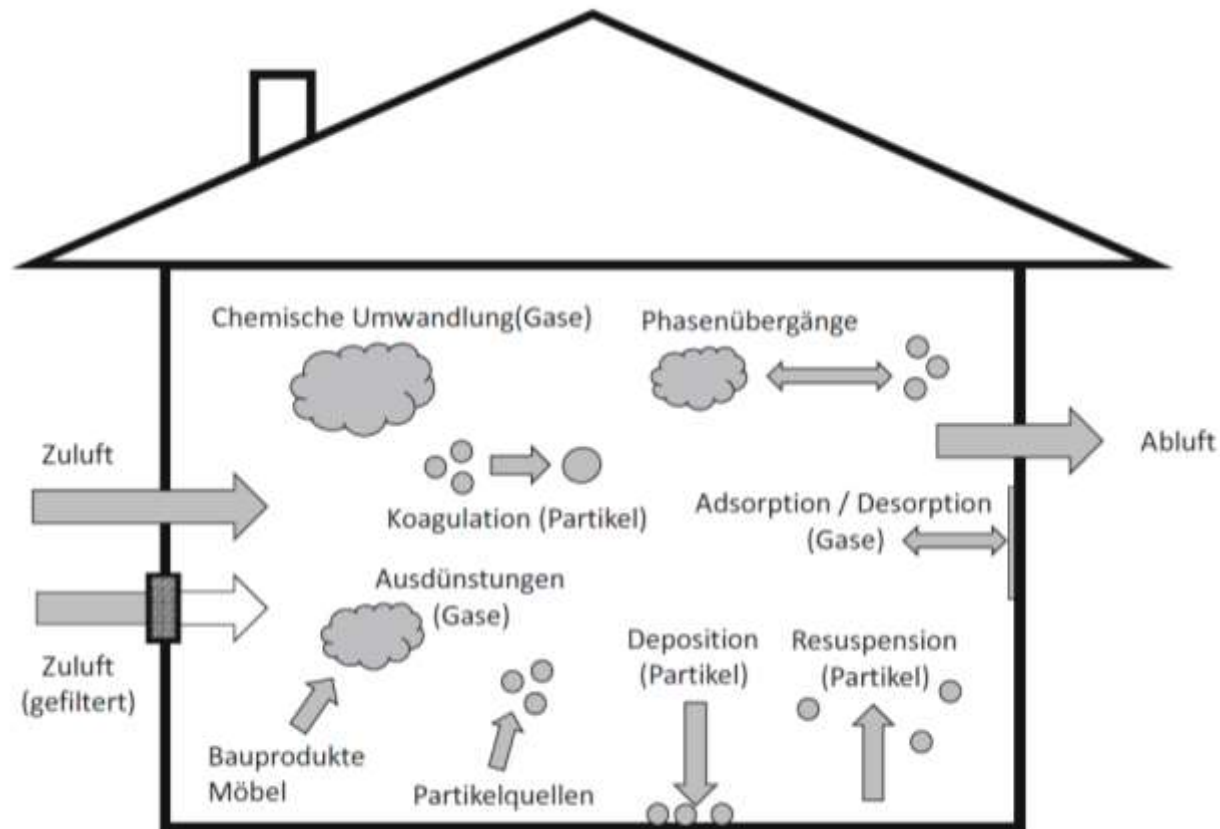 Chemische Umwandlung(Gase)
Phasenübergänge
Zuluft
Abluft
Koagulation (Partikel)
Adsorption / Desorption
(Gase)
Ausdünstungen
(Gase)
Zuluft
(gefiltert)
Deposition
(Partikel)
Resuspension
(Partikel)
Bauprodukte
Möbel
Partikelquellen